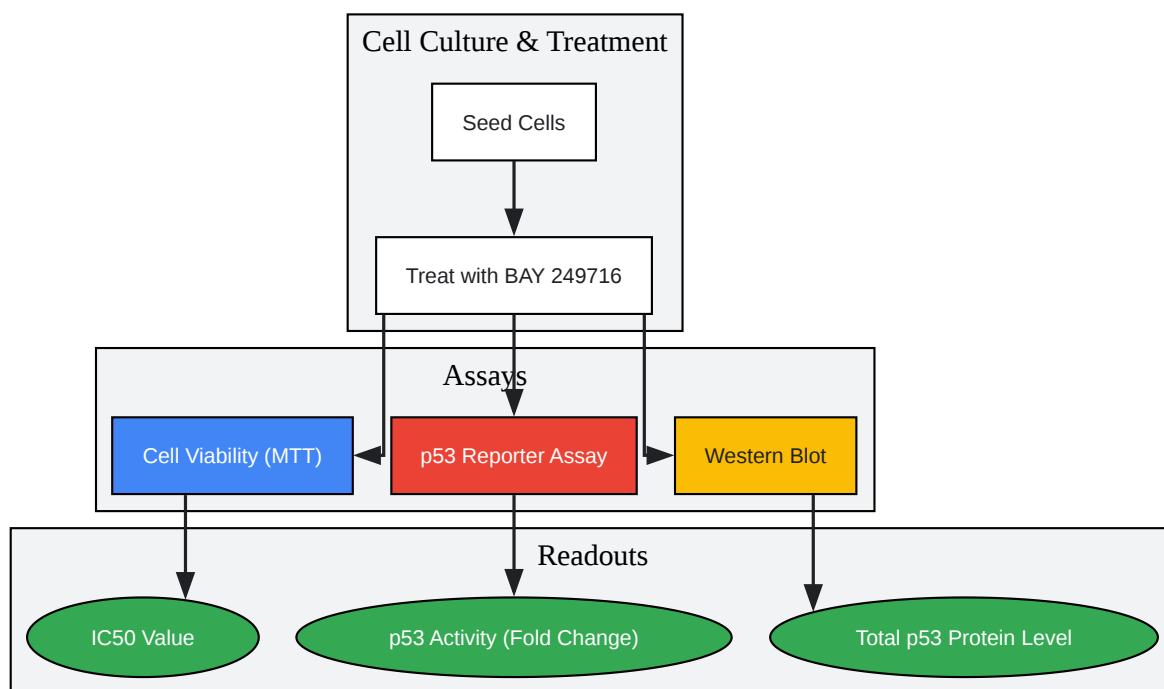 Cell Culture & Treatment
Seed Cells
Treat with BAY 249716
Assays
Cell Viability (MTT)
p53 Reporter Assay
Western Blot
Readouts
IC50 Value
p53 Activity (Fold Change)
Total p53 Protein Level